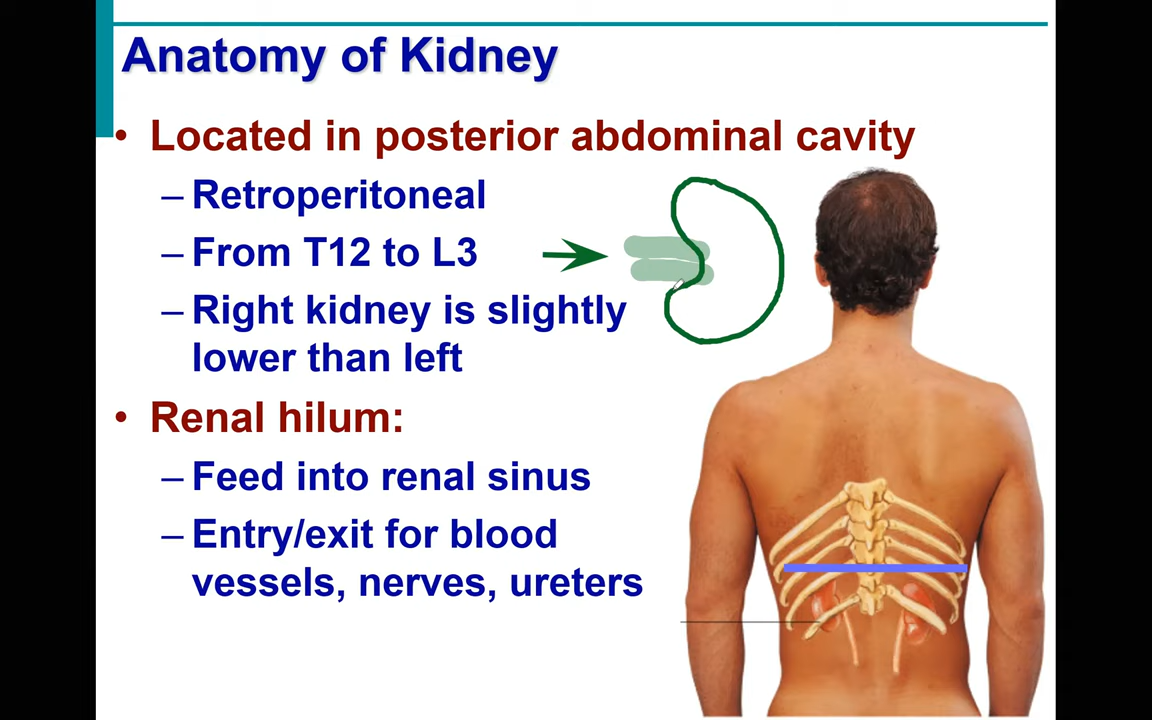 Anatomy of Kidney
• Located in posterior abdominal cavity
– Retroperitoneal
– From T12 to L3
– Right kidney is slightly
lower than left
• Renal hilum:
– Feed into renal sinus
– Entry/exit for blood
vessels, nerves, ureters